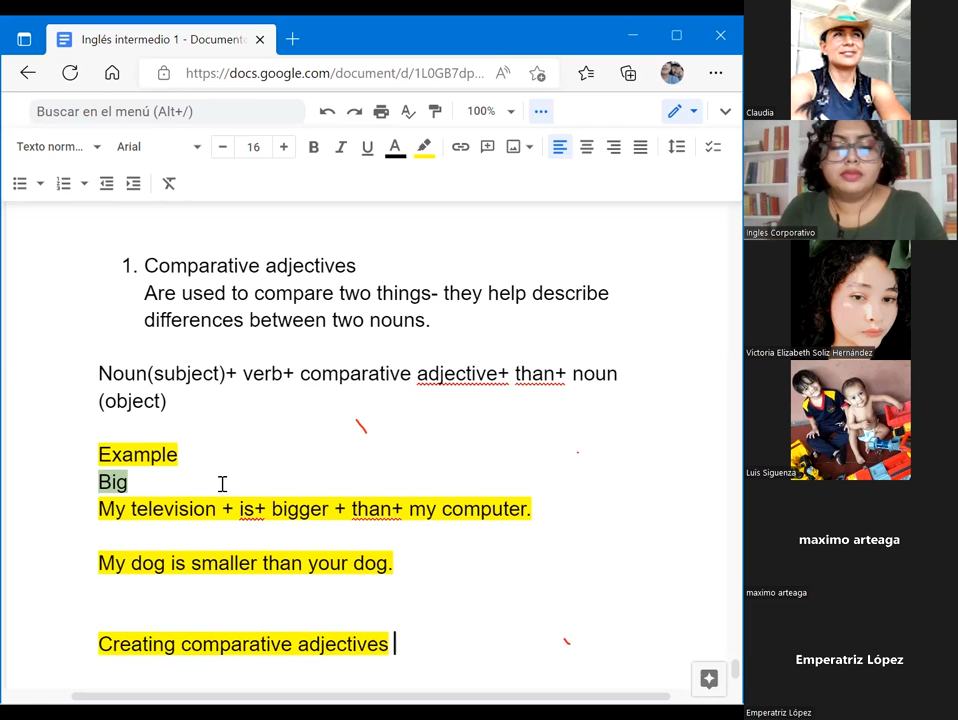 Inglés intermedio 1 - Documento
https://docs.google.com/document/d/1L0GB7dp...
Buscar en el menú (Alt+/)
100%
Texto norm...
Arial
16
1. Comparative adjectives
Are used to compare two things- they help describe
differences between two nouns.
Noun(subject)+ verb+ comparative adjective+ than+ noun
(object)
Example
Big
My television + is+ bigger + than+ my computer.
My dog is smaller than your dog.
Creating comparative adjectives
Claudia
Ingles Corporativo
Victoria Elizabeth Soliz Hernández
Luis Siguenza
maximo arteaga
maximo arteaga
Emperatriz López
Emperatriz López